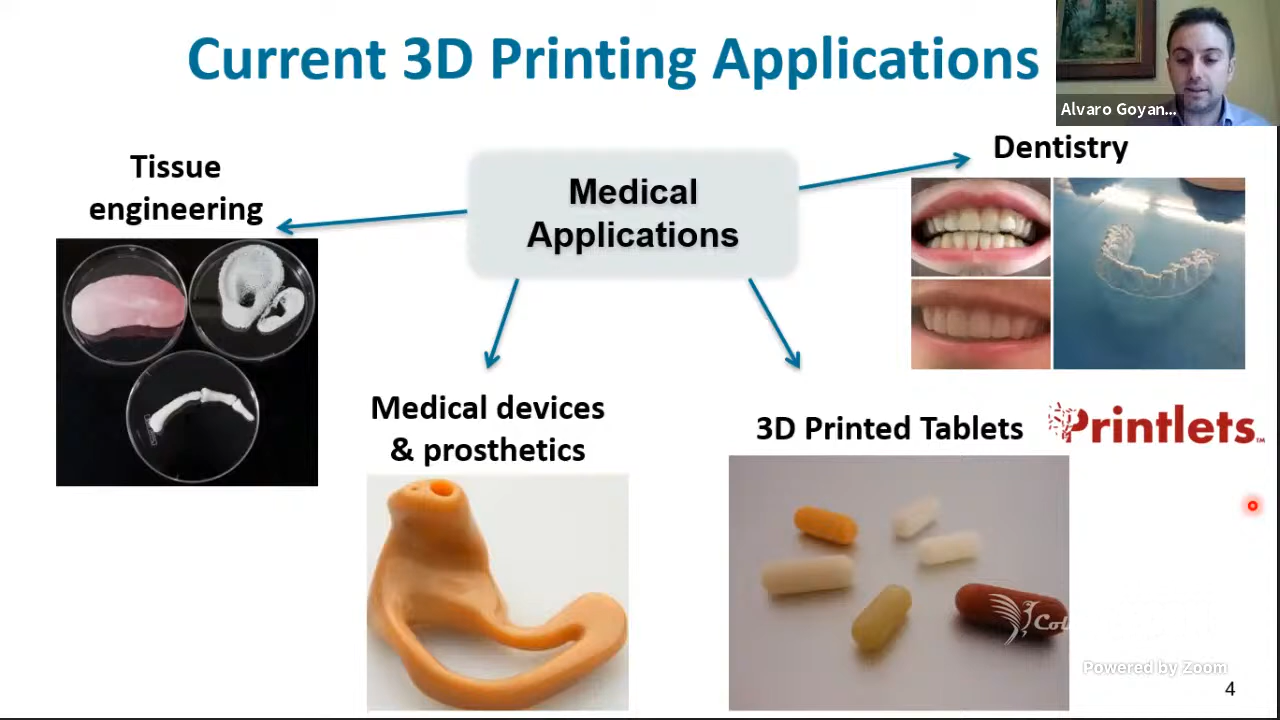 Current 3D Printing Applications
Alvaro Goyan...
Tissue
engineering
Medical
Applications
Dentistry
Medical devices
& prosthetics
3D Printed Tablets
Printlets™
Powered by Zoom
4